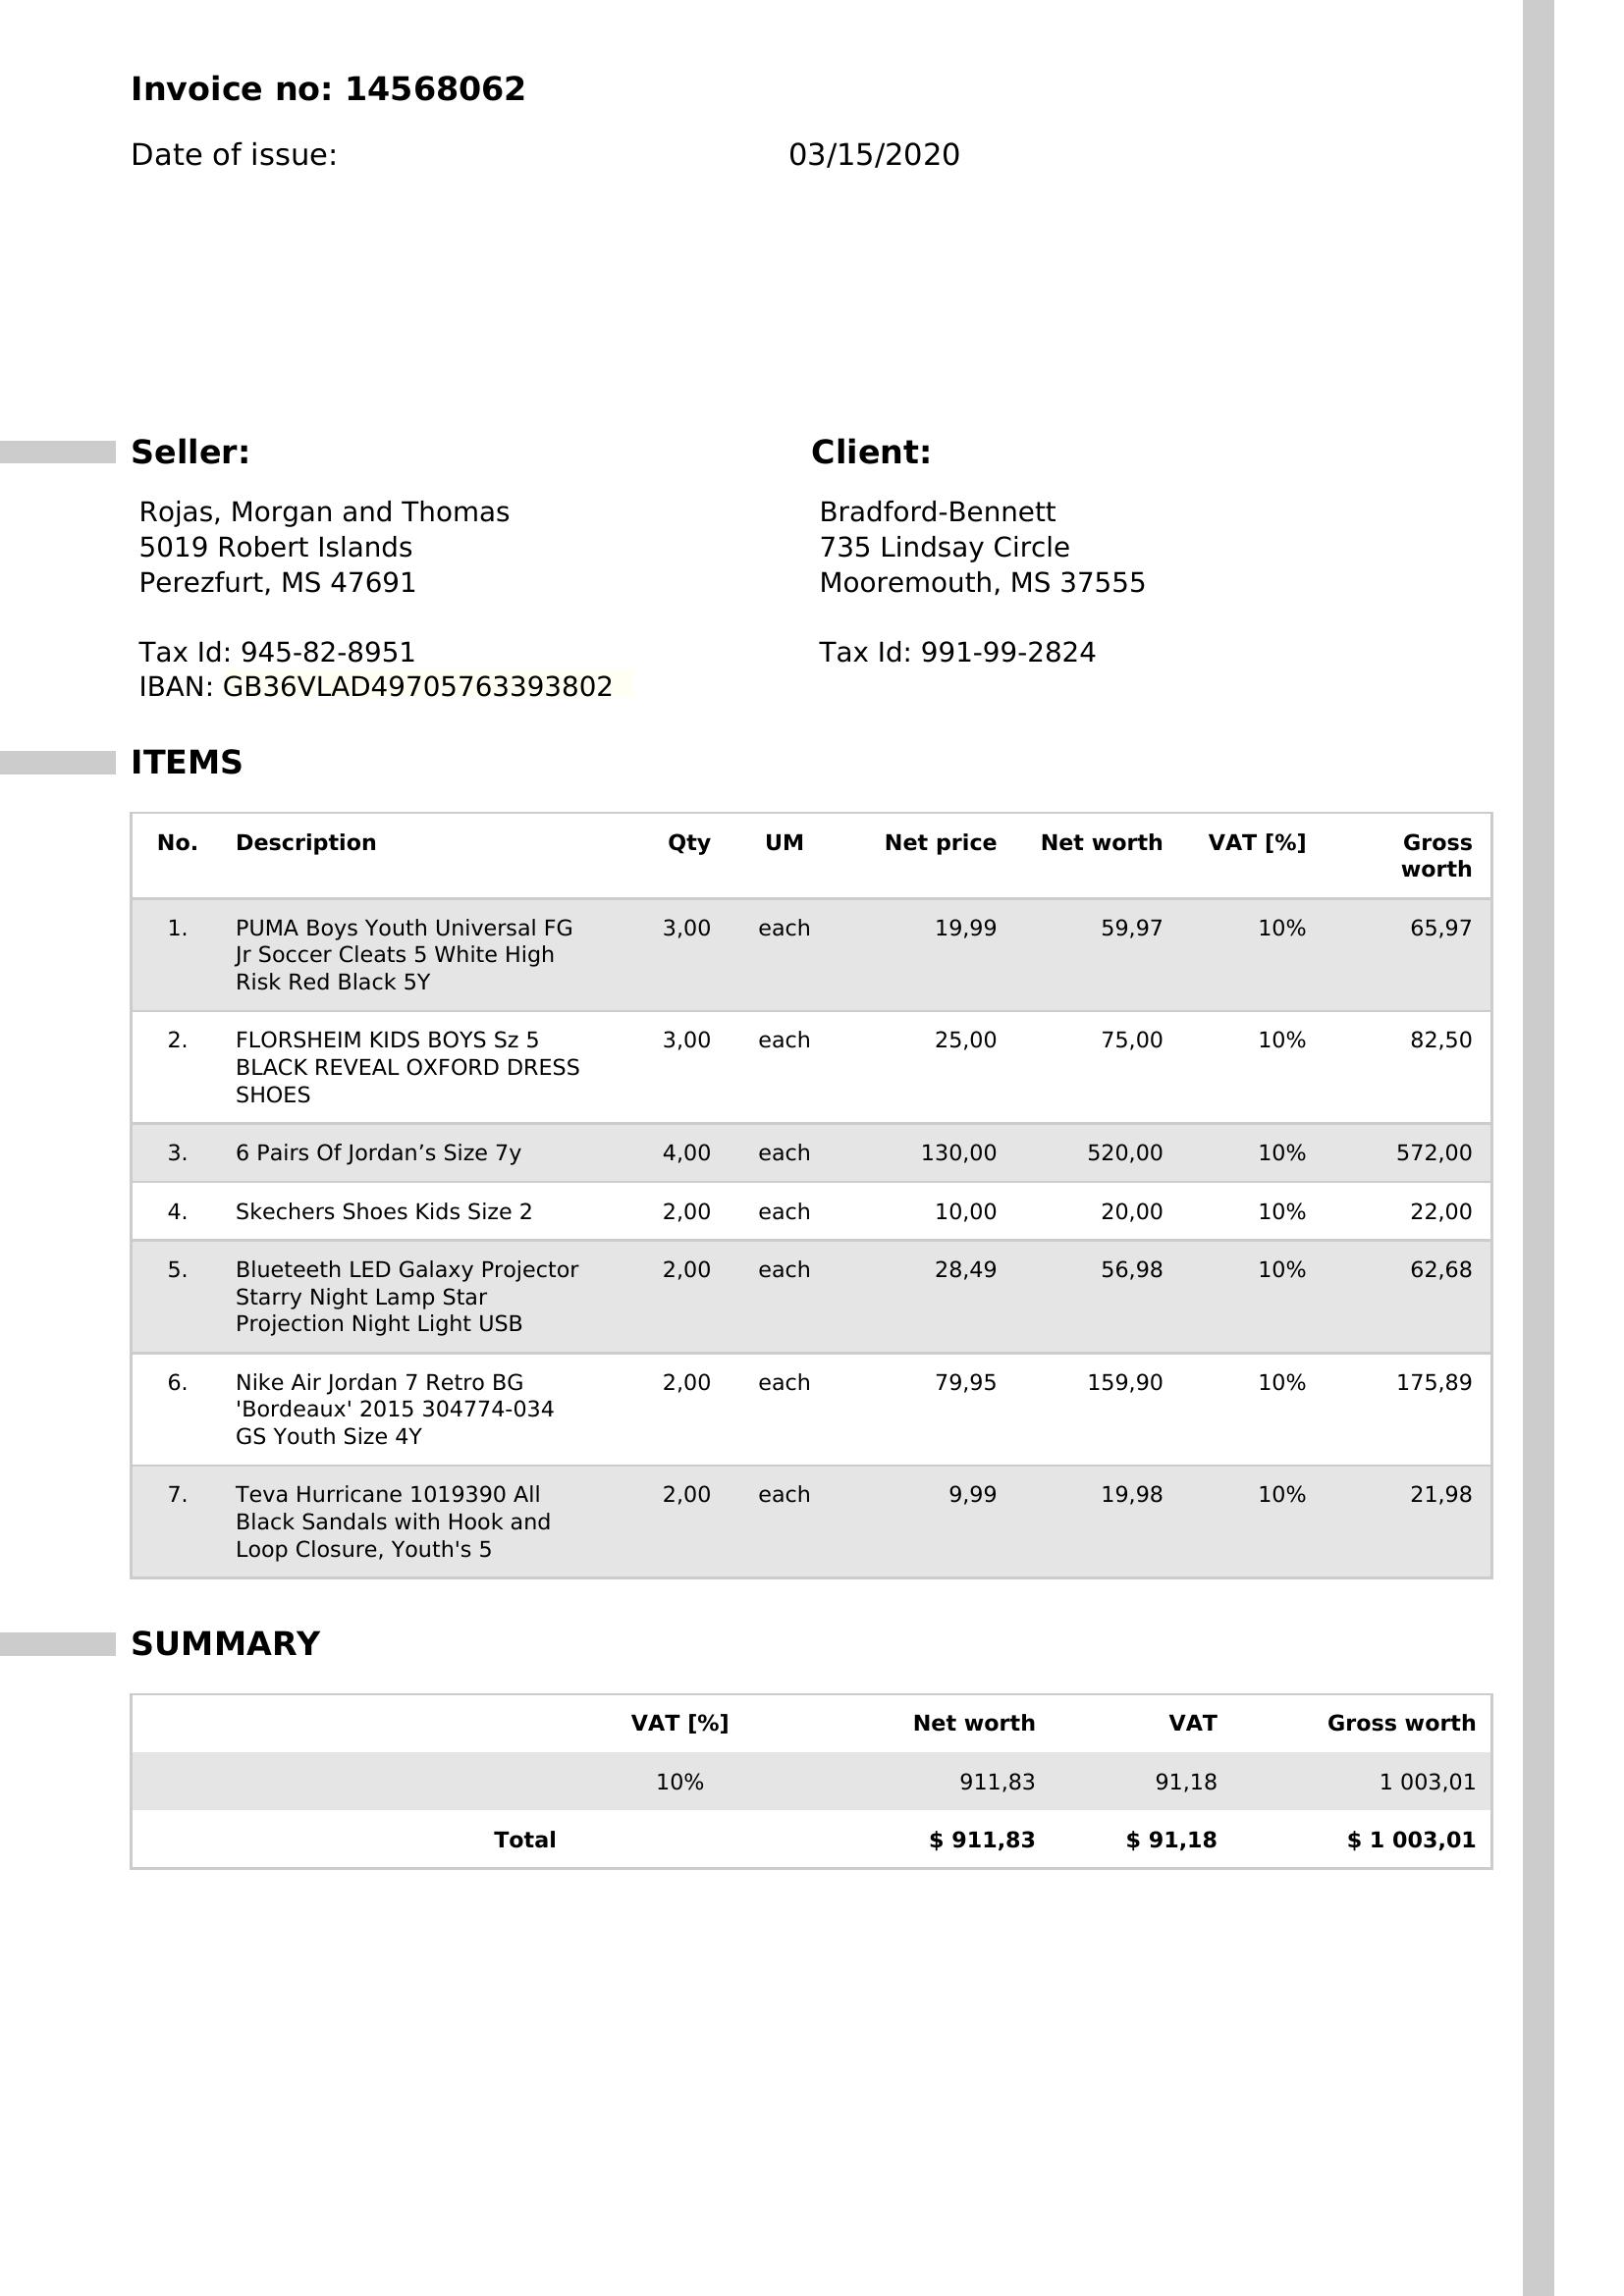 Invoice no: 14568062
Date of issue: 03/15/2020
Seller:
Rojas, Morgan and Thomas
5019 Robert Islands
Perezfurt, MS 47691
Tax Id: 945-82-8951
IBAN: GB36VLAD49705763393802
Client:
Bradford-Bennett
735 Lindsay Circle
Mooremouth, MS 37555
Tax Id: 991-99-2824
ITEMS
No. Description Qty UM Net price Net worth VAT [%] Gross
worth
1. PUMA Boys Youth Universal FG 3,00 each 19,99 59,97 10% 65,97
Jr Soccer Cleats 5 White High
Risk Red Black 5Y
2. FLORSHEIM KIDS BOYS Sz 5 3,00 each 25,00 75,00 10% 82,50
BLACK REVEAL OXFORD DRESS
SHOES
3. 6 Pairs Of Jordan’s Size 7y 4,00 each 130,00 520,00 10% 572,00
4. Skechers Shoes Kids Size 2 2,00 each 10,00 20,00 10% 22,00
5. Blueteeth LED Galaxy Projector 2,00 each 28,49 56,98 10% 62,68
Starry Night Lamp Star
Projection Night Light USB
6. Nike Air Jordan 7 Retro BG 2,00 each 79,95 159,90 10% 175,89
'Bordeaux' 2015 304774-034
GS Youth Size 4Y
7. Teva Hurricane 1019390 All 2,00 each 9,99 19,98 10% 21,98
Black Sandals with Hook and
Loop Closure, Youth's 5
SUMMARY
VAT [%] Net worth VAT Gross worth
10% 911,83 91,18 1 003,01
Total $ 911,83 $ 91,18 $ 1 003,01